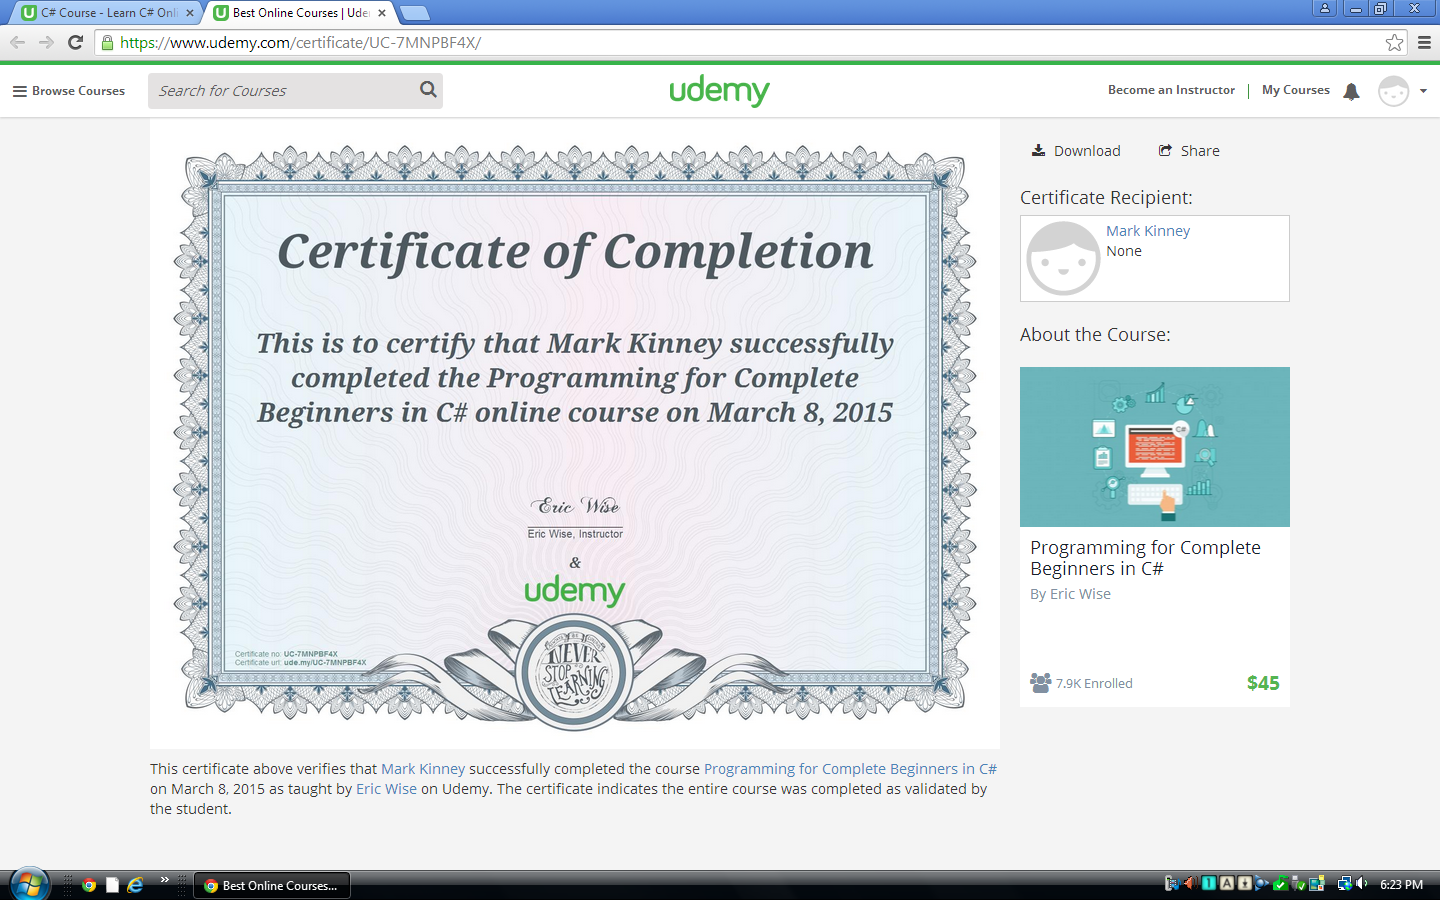 C# Course - Learn C# Onli
Best Online Courses | Ude
https://www.udemy.com/certificate/UC-7MNPBF4X/
Browse Courses
Search for Courses
udemy
Become an Instructor | My Courses
Certificate of Completion
This is to certify that Mark Kinney successfully
completed the Programming for Complete
Beginners in C# online course on March 8, 2015
Eric Wise
Eric Wise, Instructor
&
udemy
Certificate no: UC-7MNPBF4X
Certificate url: ude.my/UC-7MNPBF4X
NEVER
STOP
LEARNING
Download
Share
Certificate Recipient:
Mark Kinney
None
About the Course:
C#
Programming for Complete
Beginners in C#
By Eric Wise
7.9K Enrolled
$45
This certificate above verifies that Mark Kinney successfully completed the course Programming for Complete Beginners in C#
on March 8, 2015 as taught by Eric Wise on Udemy. The certificate indicates the entire course was completed as validated by
the student.
Best Online Courses...
1
A
6:23 PM